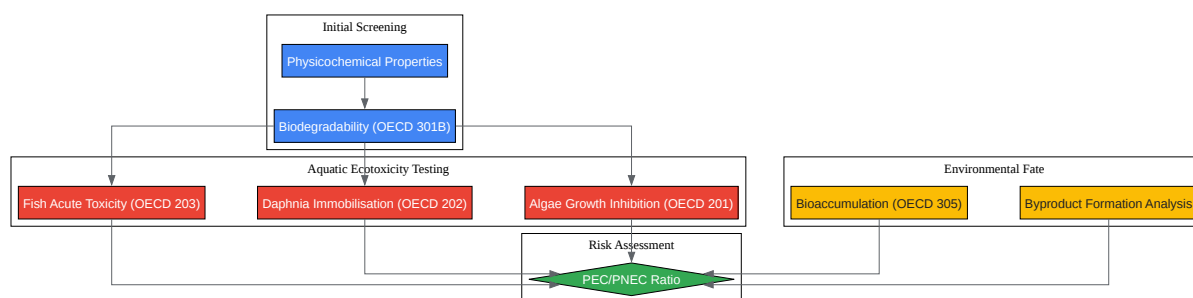 Initial Screening
Physicochemical Properties
Biodegradability (OECD 301B)
Aquatic Ecotoxicity Testing
Environmental Fate
Fish Acute Toxicity (OECD 203)
Daphnia Immobilisation (OECD 202)
Algae Growth Inhibition (OECD 201)
Bioaccumulation (OECD 305)
Byproduct Formation Analysis
Risk Assessment
PEC/PNEC Ratio